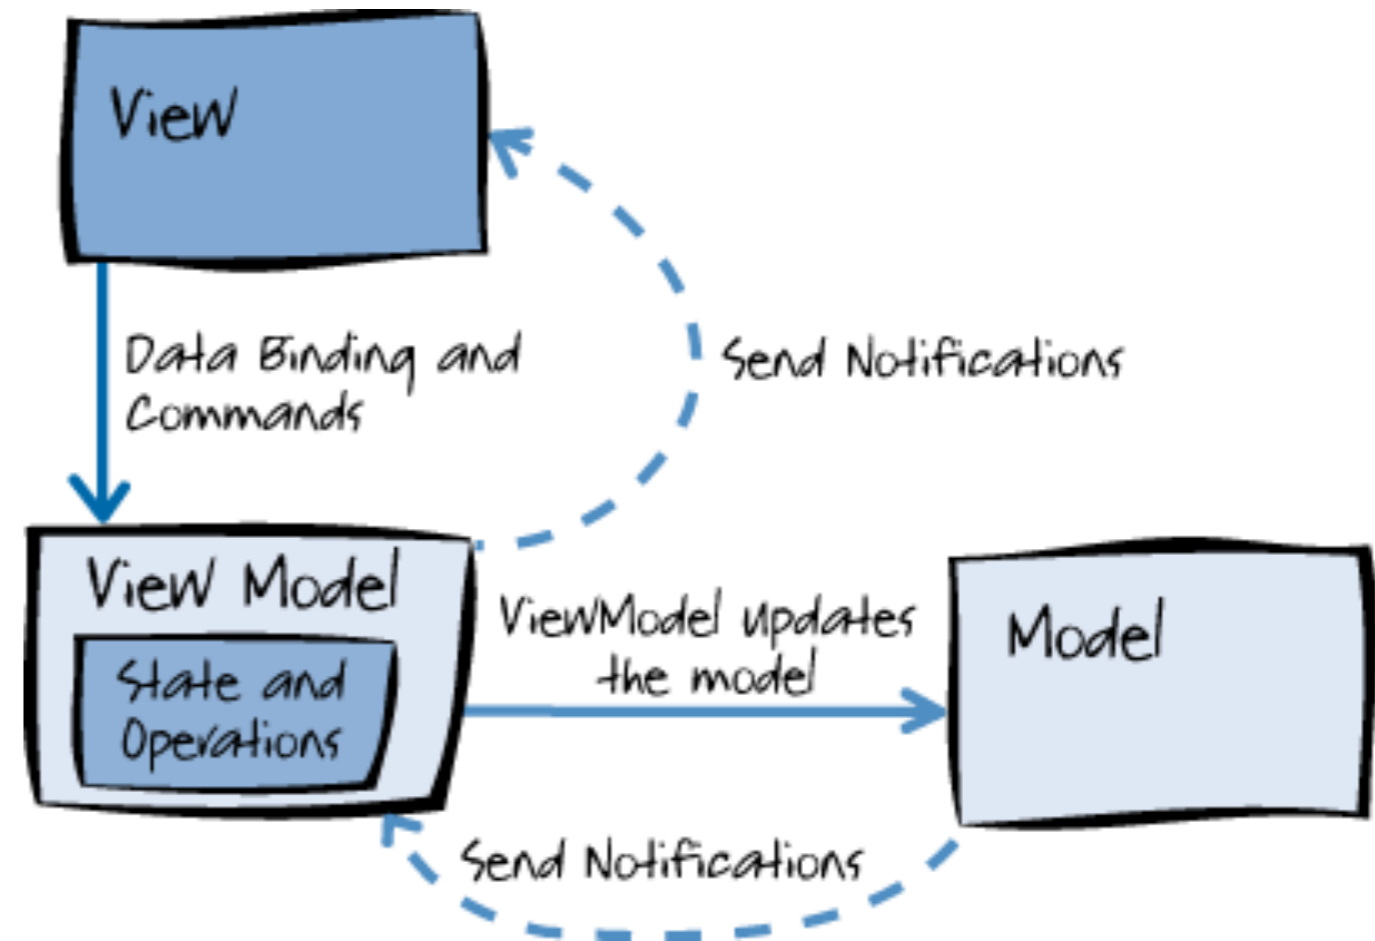 View
Data Binding and
Commands
Send Notifications
View Model
State and
Operations
ViewModel updates
the model
Model
Send Notifications